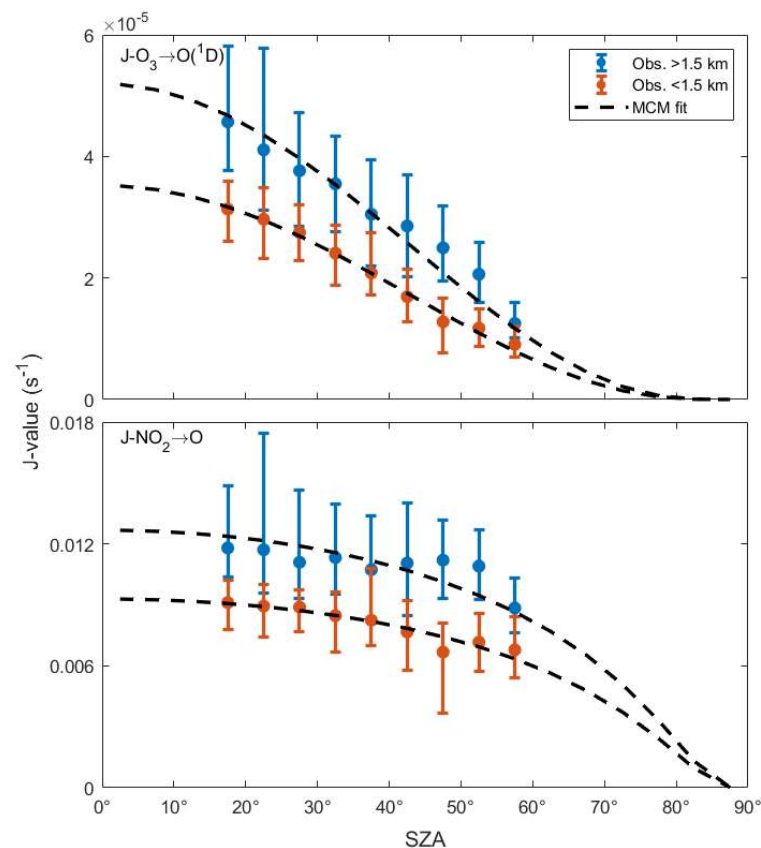 ×10⁻⁵
6
J-O₃→O(¹D)
Obs. >1.5 km
Obs. <1.5 km
MCM fit
4
2
0
J-value (s⁻¹)
0.018
J-NO₂→O
0.012
0.006
0
0° 10° 20° 30° 40° 50° 60° 70° 80° 90°
SZA